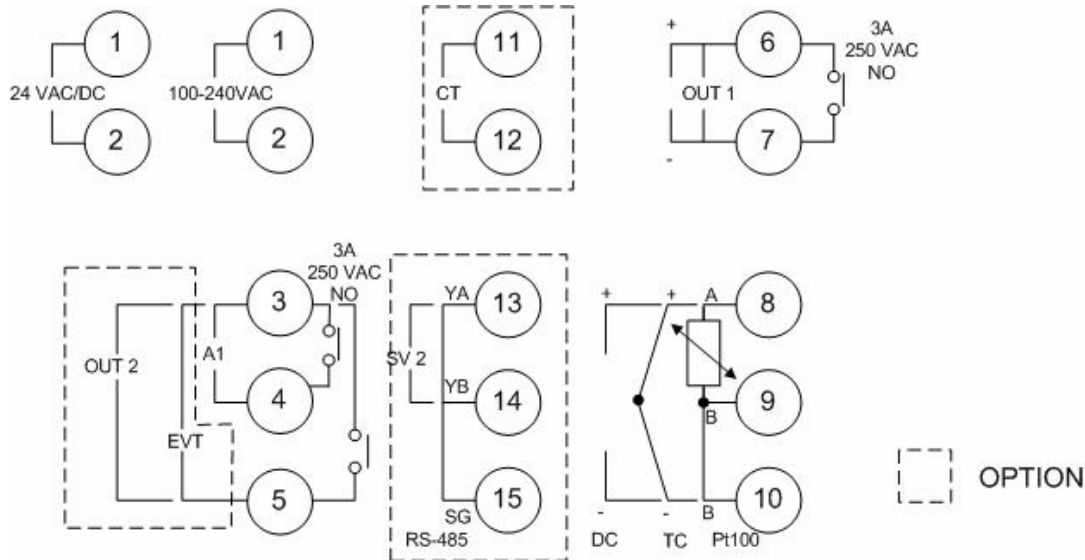 1
24 VAC/DC
2
1
100-240VAC
2
11
CT
12
+
6
3A
250 VAC
NO
OUT 1
7
-
3
3A
250 VAC
NO
OUT 2
A1
4
EVT
5
YA
13
SV 2
YB
14
15
SG
RS-485
+
+
A
8
9
B
10
-
-
B
DC
TC
Pt100
OPTION